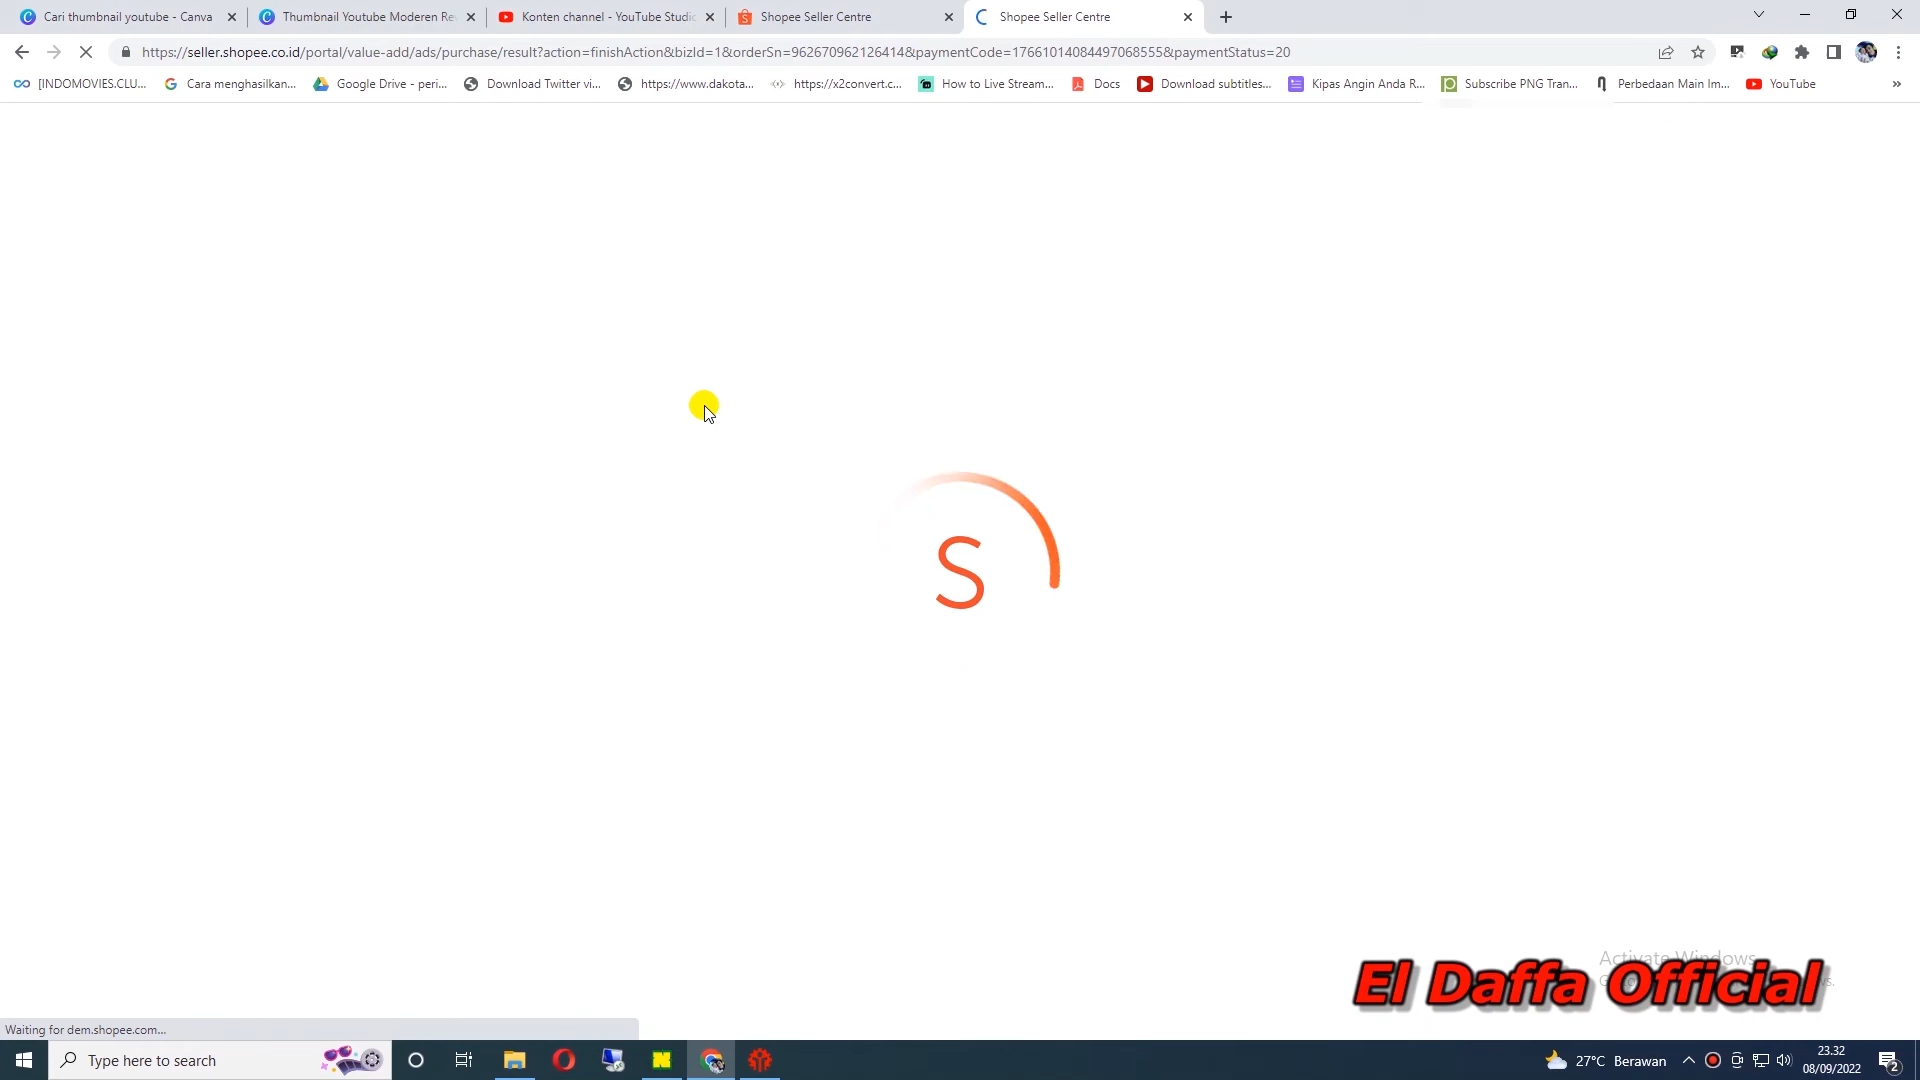 Cari thumbnail youtube - Canva
Thumbnail Youtube Moderen Re
Konten channel - YouTube Studio
Shopee Seller Centre
Shopee Seller Centre
https://seller.shopee.co.id/portal/value-add/ads/purchase/result?action=finishAction&bizId=1&orderSn=962670962126414&paymentCode=176610140844970685555&paymentStatus=20
[INDOMOVIES.CLU...
Cara menghasilkan...
Google Drive - peri...
Download Twitter vi...
https://www.dakota...
https://x2convert.c...
How to Live Stream...
Docs
Download subtitles...
Kipas Angin Anda R...
Subscribe PNG Tran...
Perbedaan Main Im...
YouTube
S
Activate Windows
El Daffa Official
Waiting for dem.shopee.com...
Type here to search
27°C Berawan
23.32
08/09/2022
2